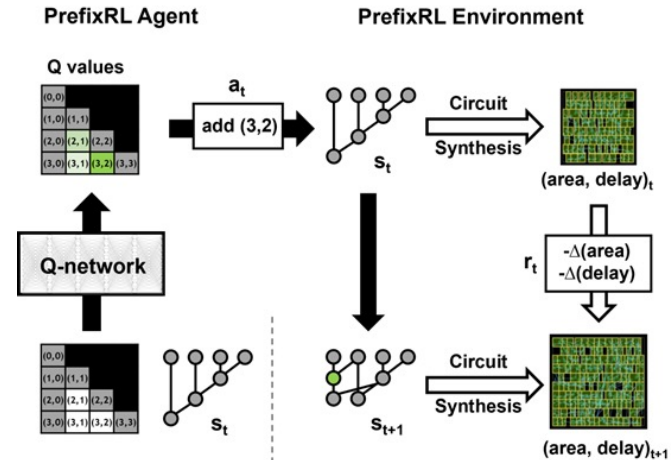 PrefixRL Agent
PrefixRL Environment
Q values
(0,0)
(1,0) (1,1)
(2,0) (2,1) (2,2)
(3,0) (3,1) (3,2) (3,3)
a_t
add (3,2)
s_t
Circuit
Synthesis
(area, delay)_t
Q-network
r_t
-Δ(area)
-Δ(delay)
(0,0)
(1,0) (1,1)
(2,0) (2,1) (2,2)
(3,0) (3,1) (3,2) (3,3)
s_t
s_{t+1}
Circuit
Synthesis
(area, delay)_{t+1}